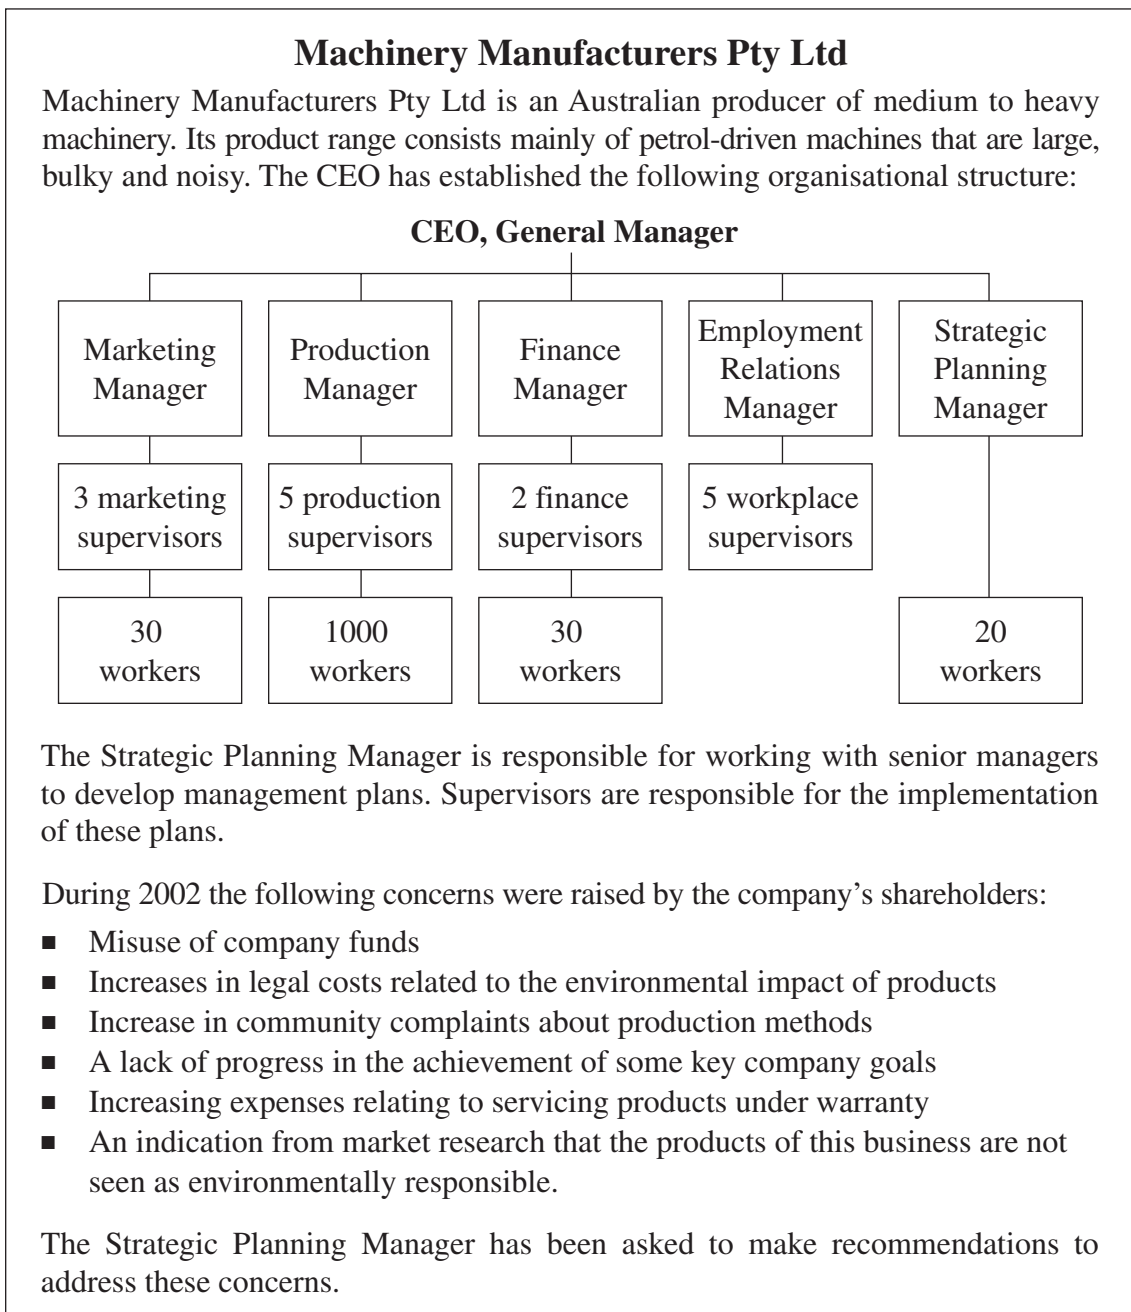 Machinery Manufacturers Pty Ltd
Machinery Manufacturers Pty Ltd is an Australian producer of medium to heavy
machinery. Its product range consists mainly of petrol-driven machines that are large,
bulky and noisy. The CEO has established the following organisational structure:
CEO, General Manager
Marketing
Manager
Production
Manager
Finance
Manager
Employment
Relations
Manager
Strategic
Planning
Manager
3 marketing
supervisors
5 production
supervisors
2 finance
supervisors
5 workplace
supervisors
30
workers
1000
workers
30
workers
20
workers
The Strategic Planning Manager is responsible for working with senior managers
to develop management plans. Supervisors are responsible for the implementation
of these plans.
During 2002 the following concerns were raised by the company’s shareholders:
■ Misuse of company funds
■ Increases in legal costs related to the environmental impact of products
■ Increase in community complaints about production methods
■ A lack of progress in the achievement of some key company goals
■ Increasing expenses relating to servicing products under warranty
■ An indication from market research that the products of this business are not
seen as environmentally responsible.
The Strategic Planning Manager has been asked to make recommendations to
address these concerns.